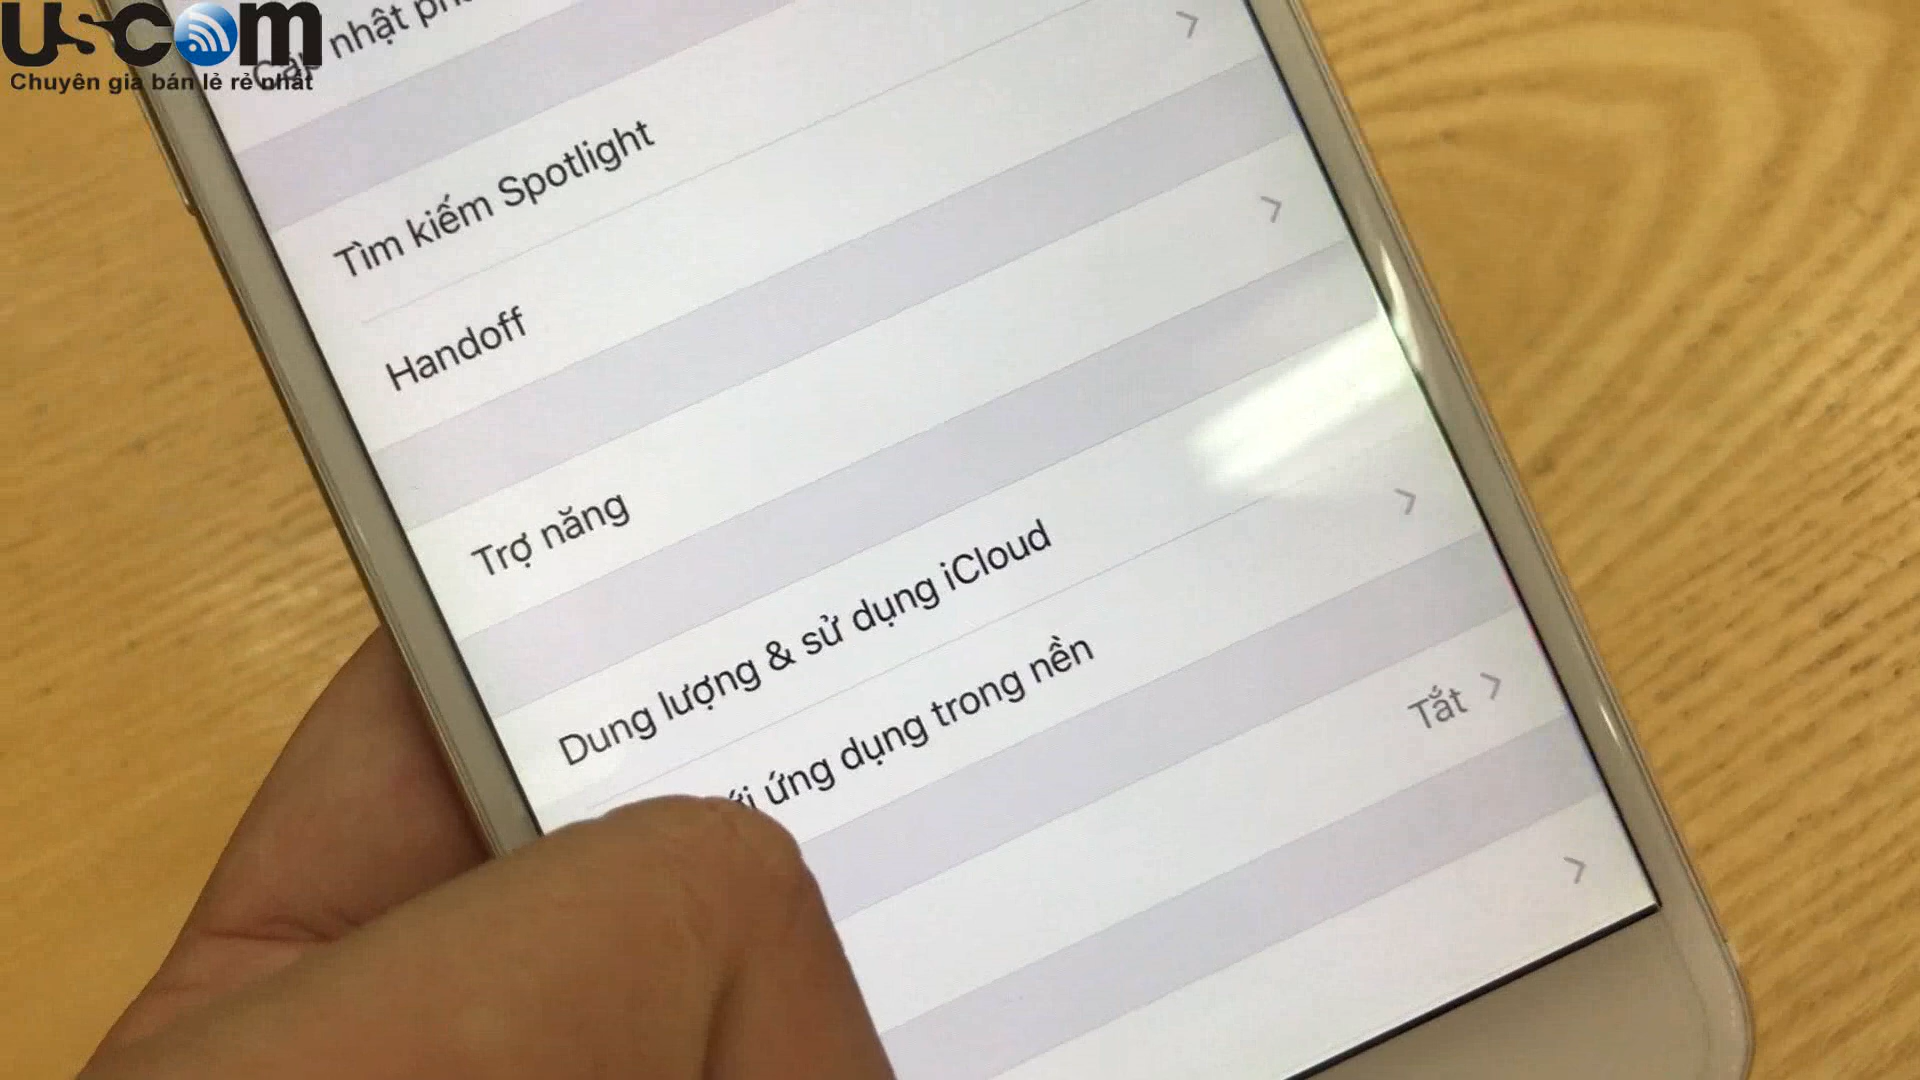 uscom
Chuyên gia bán lẻ rẻ nhất
Cập nhật
Tìm kiếm Spotlight
Handoff
Trợ năng
Dung lượng & sử dụng iCloud
ứng dụng trong nền
Tắt